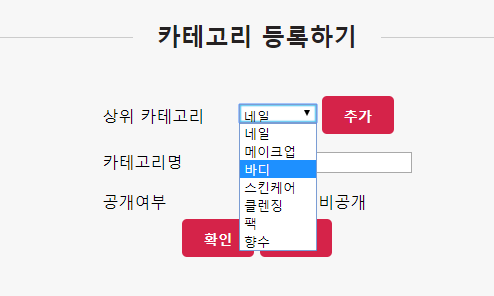 카테고리 등록하기
상위 카테고리 네일 추가
네일
메이크업
카테고리명
바디
스킨케어
공개여부 비공개
클렌징
팩
향수
확인